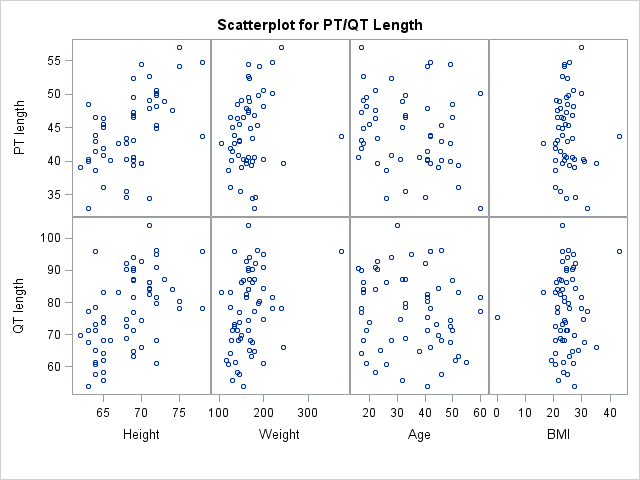 Scatterplot for PT/QT Length
55
50
45
40
35
PT length
100
90
80
70
60
QT length
65 70 75 100 200 300 20 30 40 50 60 0 10 20 30 40
Height Weight Age BMI